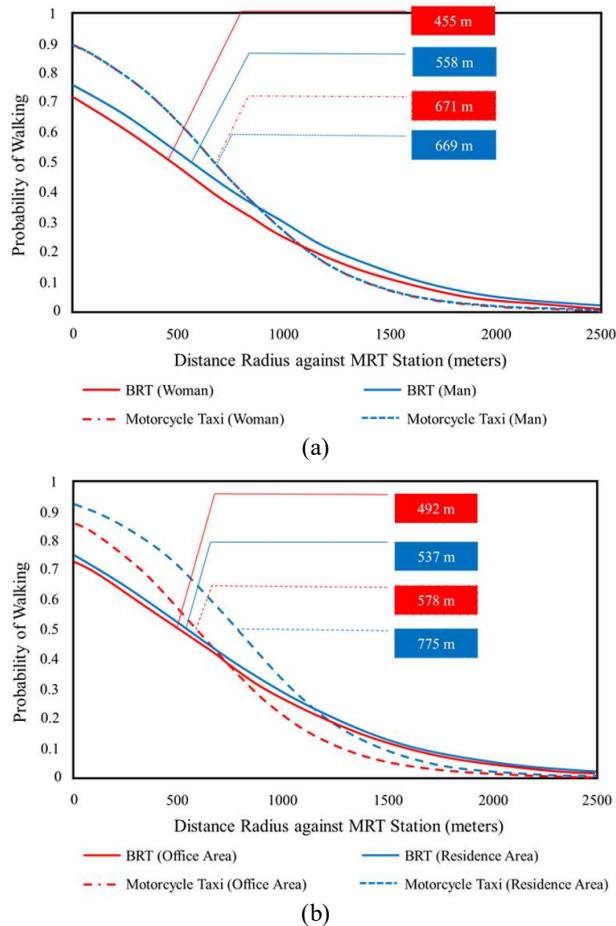 1
0.9
0.8
0.7
0.6
0.5
0.4
0.3
0.2
0.1
0
Probability of Walking
455 m
558 m
671 m
669 m
0 500 1000 1500 2000 2500
Distance Radius against MRT Station (meters)
BRT (Woman) BRT (Man)
Motorcycle Taxi (Woman) Motorcycle Taxi (Man)
(a)
1
0.9
0.8
0.7
0.6
0.5
0.4
0.3
0.2
0.1
0
Probability of Walking
492 m
537 m
578 m
775 m
0 500 1000 1500 2000 2500
Distance Radius against MRT Station (meters)
BRT (Office Area) BRT (Residence Area)
Motorcycle Taxi (Office Area) Motorcycle Taxi (Residence Area)
(b)